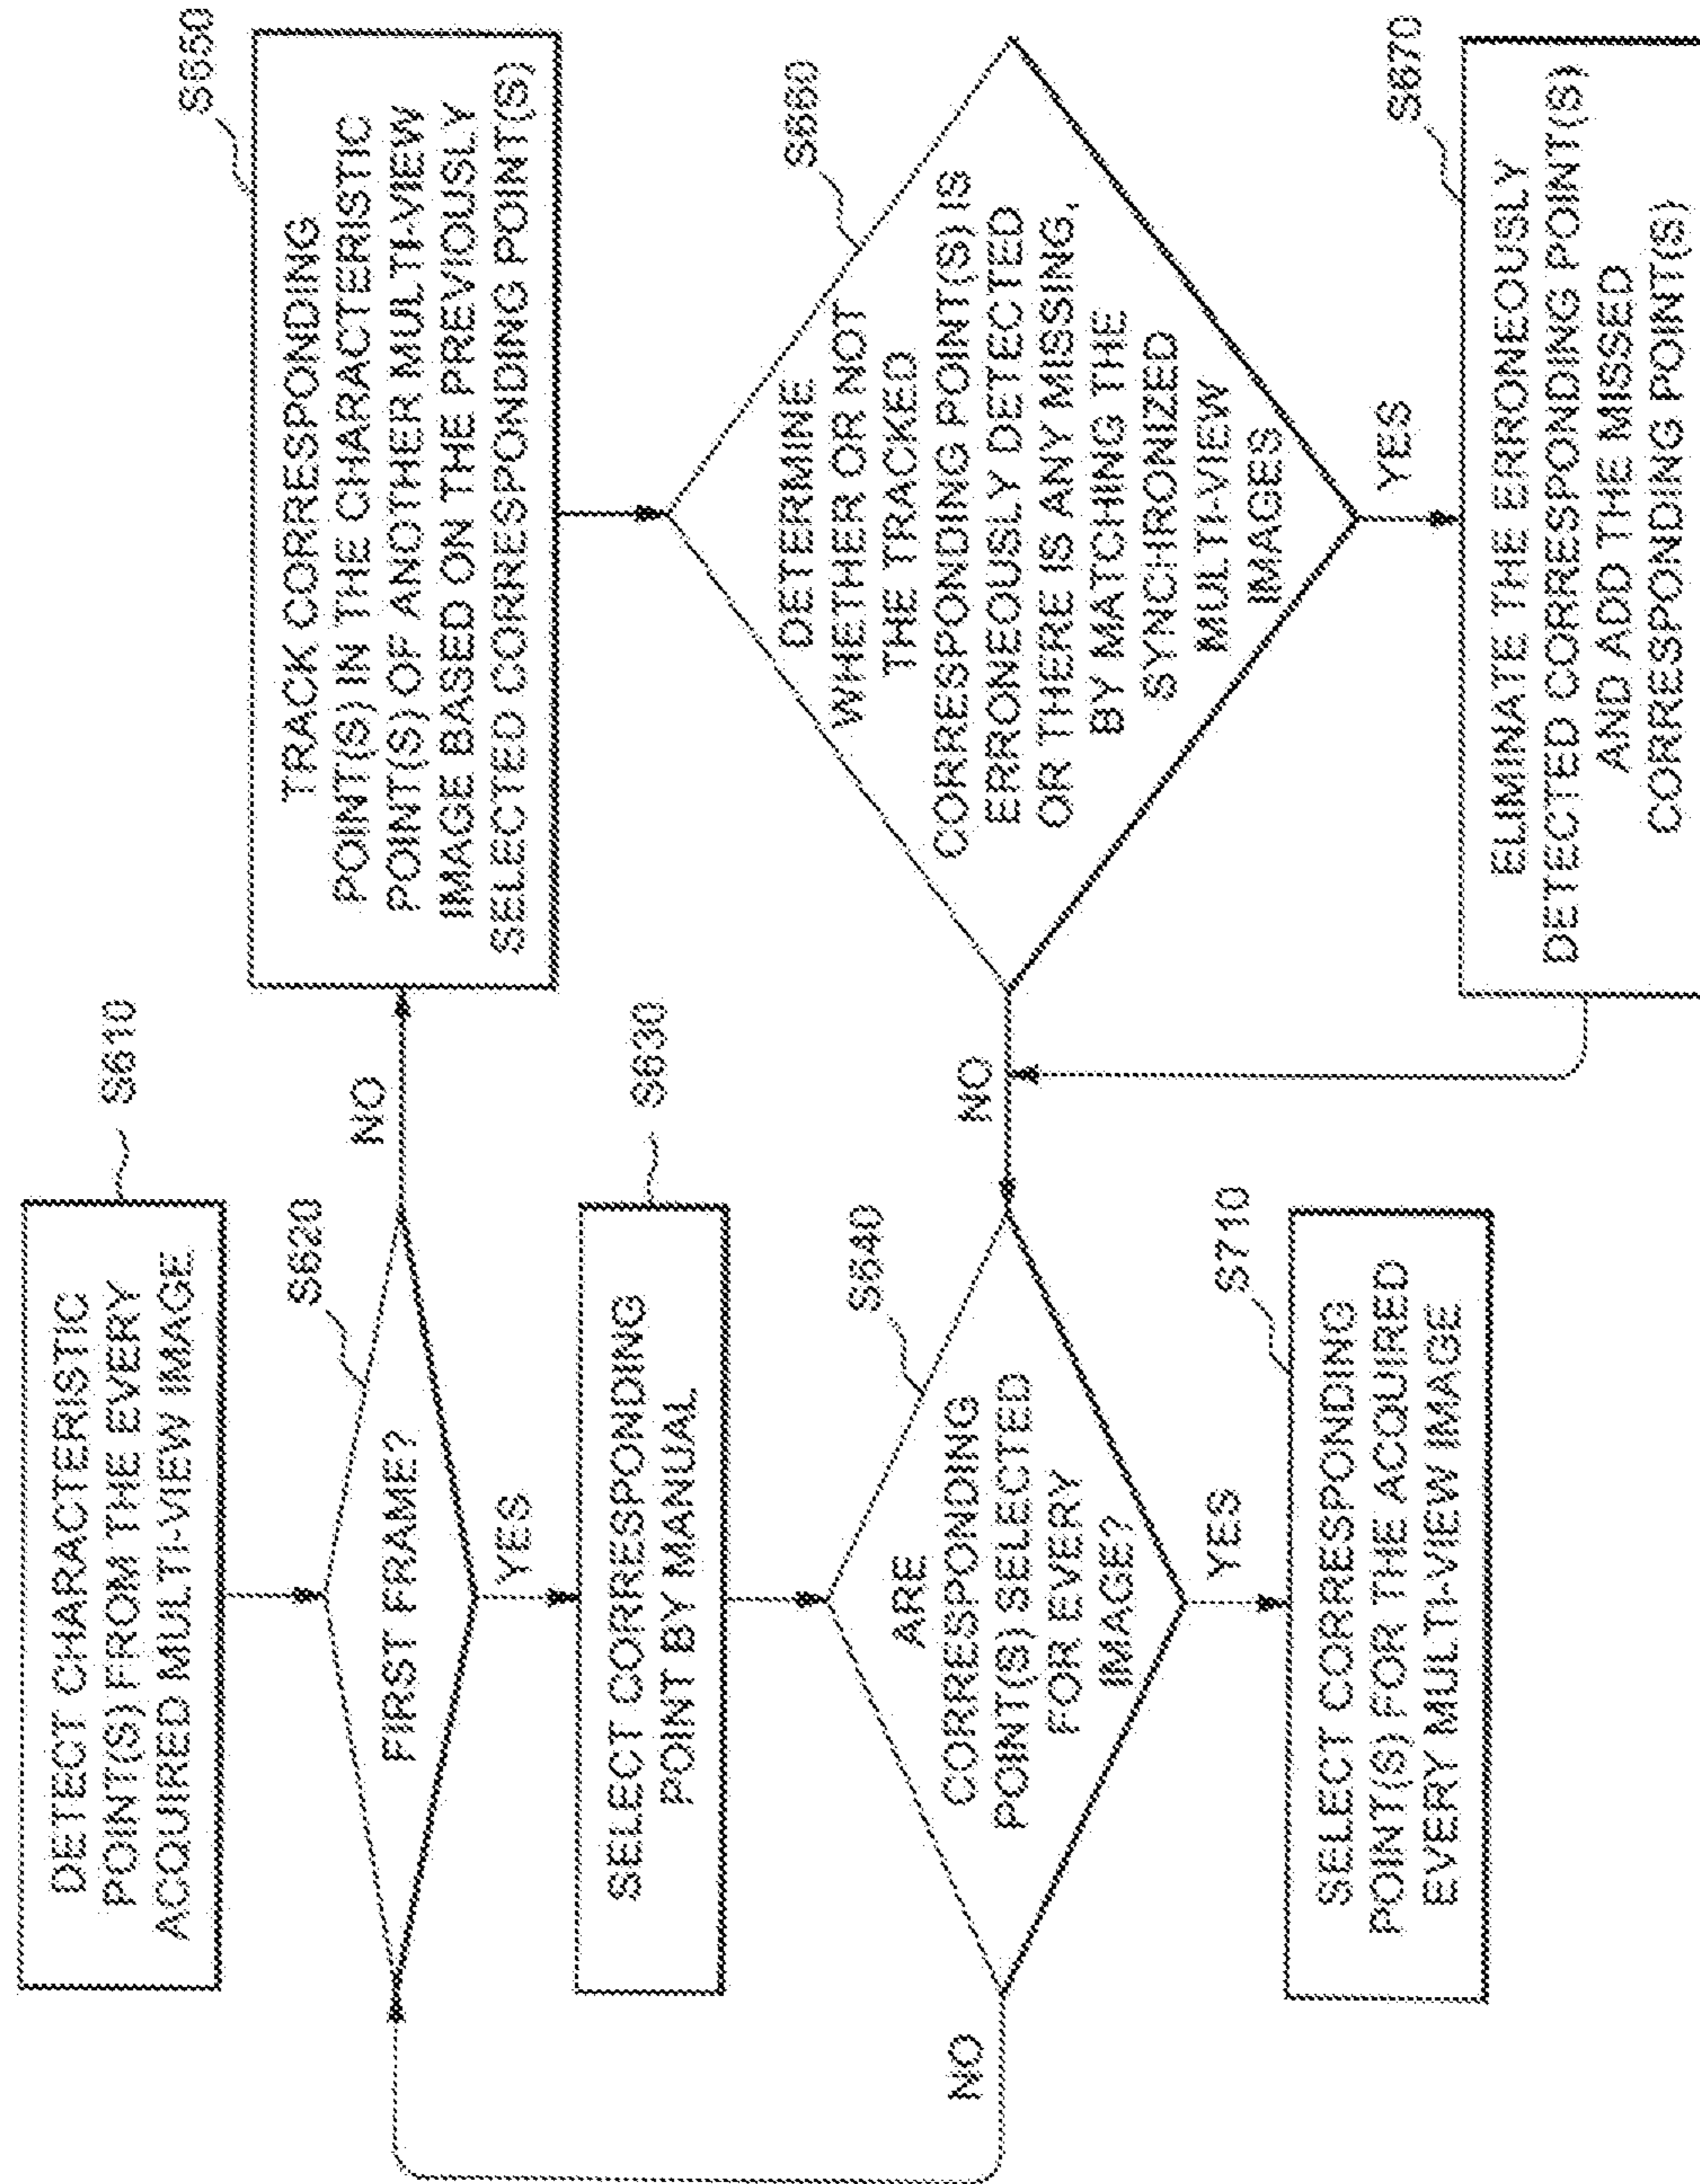 DETECT CHARACTERISTIC
POINT(S) FROM THE EVERY
ACQUIRED MULTI-VIEW IMAGE
S610
FIRST FRAME?
S620
NO
YES
SELECT CORRESPONDING
POINT BY MANUAL
S630
ARE
CORRESPONDING
POINT(S) SELECTED
FOR EVERY
IMAGE?
S640
NO
YES
SELECT CORRESPONDING
POINT(S) FOR THE ACQUIRED
EVERY MULTI-VIEW IMAGE
S710
TRACK CORRESPONDING
POINT(S) IN THE CHARACTERISTIC
POINT(S) OF ANOTHER MULTI-VIEW
IMAGE BASED ON THE PREVIOUSLY
SELECTED CORRESPONDING POINT(S)
S650
DETERMINE
WHETHER OR NOT
THE TRACKED
CORRESPONDING POINT(S) IS
ERRONEOUSLY DETECTED
OR THERE IS ANY MISSING,
BY MATCHING THE
SYNCHRONIZED
MULTI-VIEW
IMAGES
S660
NO
YES
ELIMINATE THE ERRONEOUSLY
DETECTED CORRESPONDING POINT(S)
AND ADD THE MISSED
CORRESPONDING POINT(S)
S670